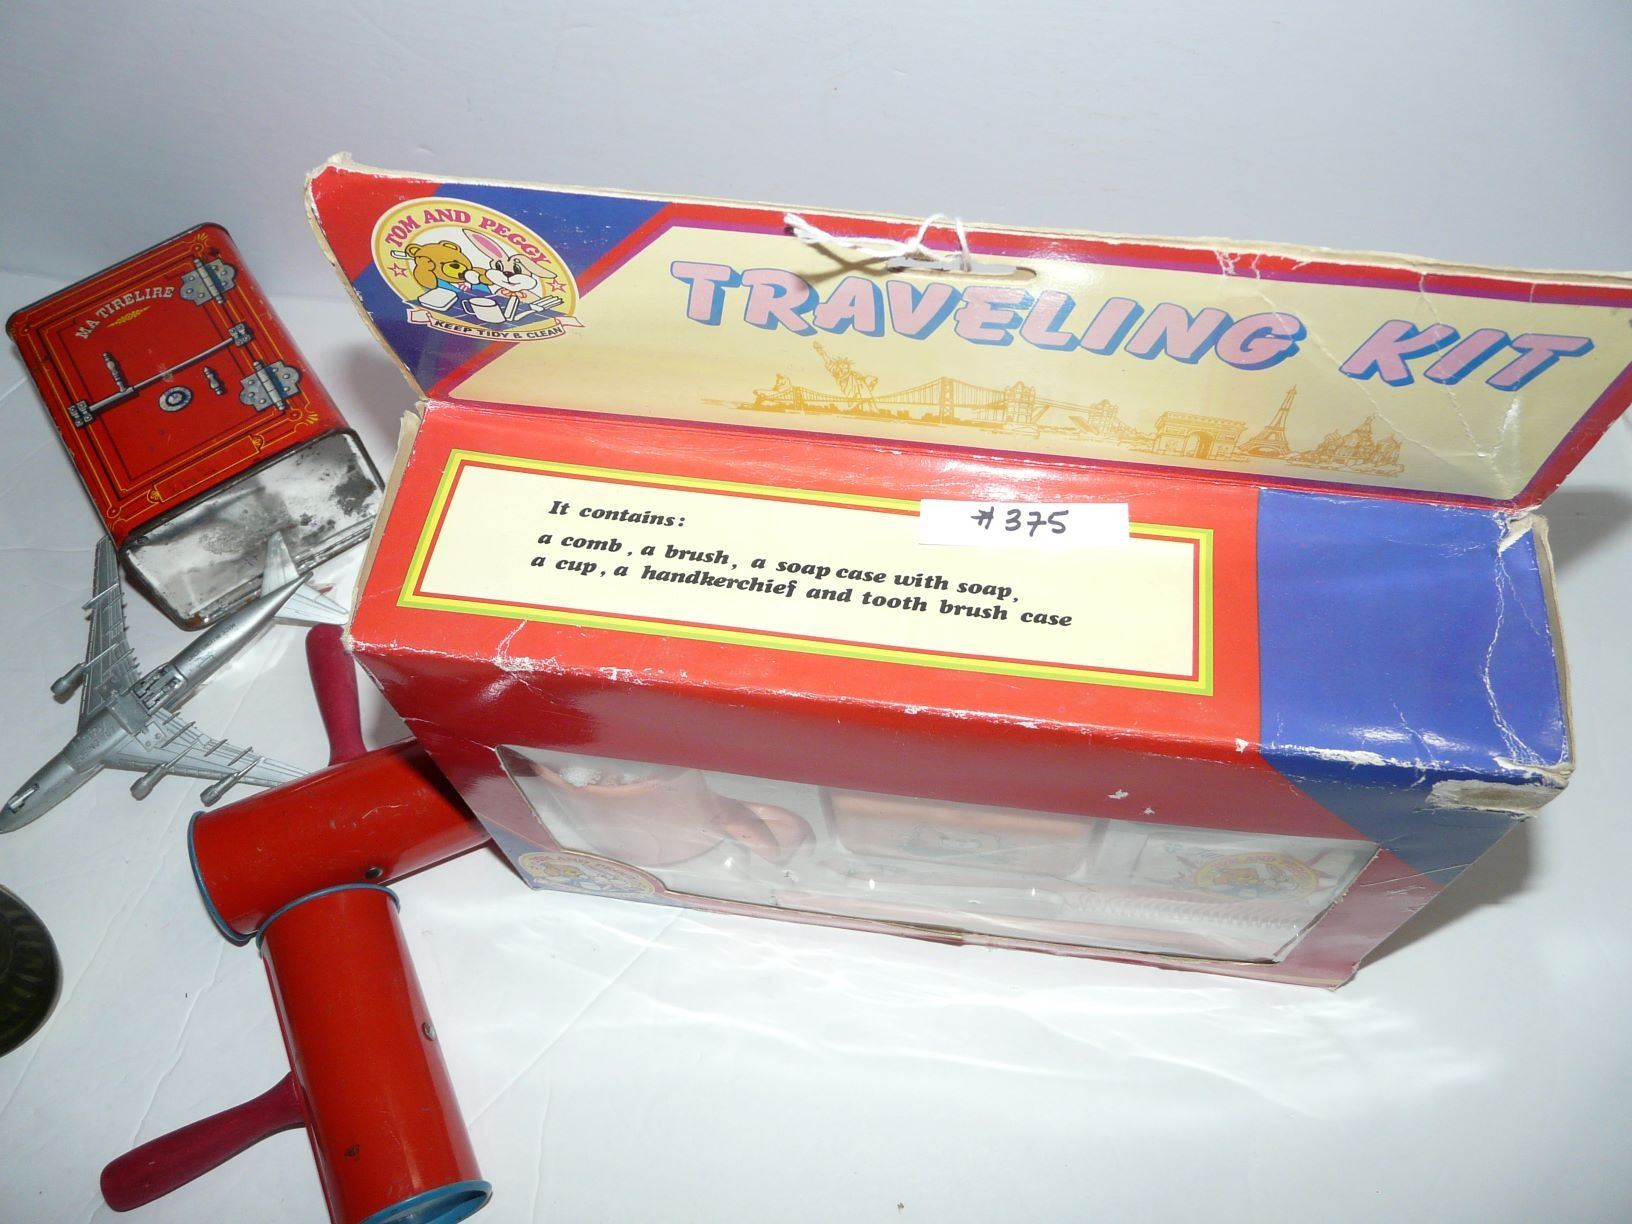 TOM AND PEGGY
KEEP TIDY & CLEAN
TRAVELING KIT
MA TIRELIRE
It contains:
#375
a comb, a brush, a soap case with soap,
a cup, a handkerchief and tooth brush case